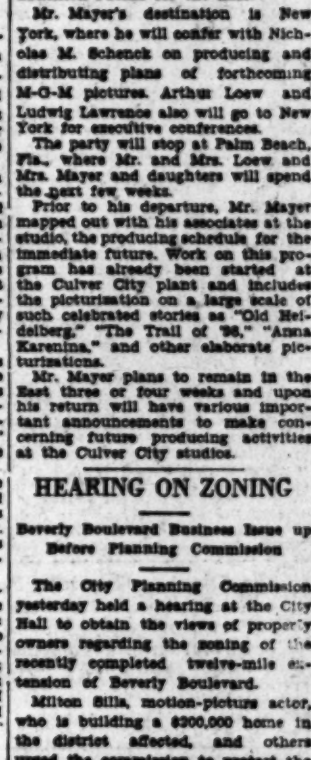 Mr. Mayer's destination is New
York, where he will confer with Nich-
olas M. Schenck on producing and
distributing plans of forthcoming
M-G-M pictures. Arthur Loew and
Ludwig Lawrence also will go to New
York for executive conferences.
The party will stop at Palm Beach,
Fla., where Mr. and Mrs. Loew and
Mrs. Mayer and daughters will spend
the next few weeks.
Prior to his departure, Mr. Mayer
mapped out with his associates at the
studio, the producing schedule for the
immediate future. Work on this pro-
gram has already been started at
the Culver City plant and includes
the picturization on a large scale of
such celebrated stories as "Old Hei-
delberg," "The Trail of '98," "Anna
Karenina," and other elaborate pic-
turizations.
Mr. Mayer plans to remain in the
East three or four weeks and upon
his return will have various impor-
tant announcements to make con-
cerning future producing activities
at the Culver City studios.
HEARING ON ZONING
Beverly Boulevard Business Issue up
Before Planning Commission
The City Planning Commission
yesterday held a hearing at the City
Hall to obtain the views of property
owners regarding the zoning of the
recently completed twelve-mile ex-
tension of Beverly Boulevard.
Milton Sills, motion-picture actor,
who is building a $200,000 home in
the district affected, and others
urged the commission to protect the